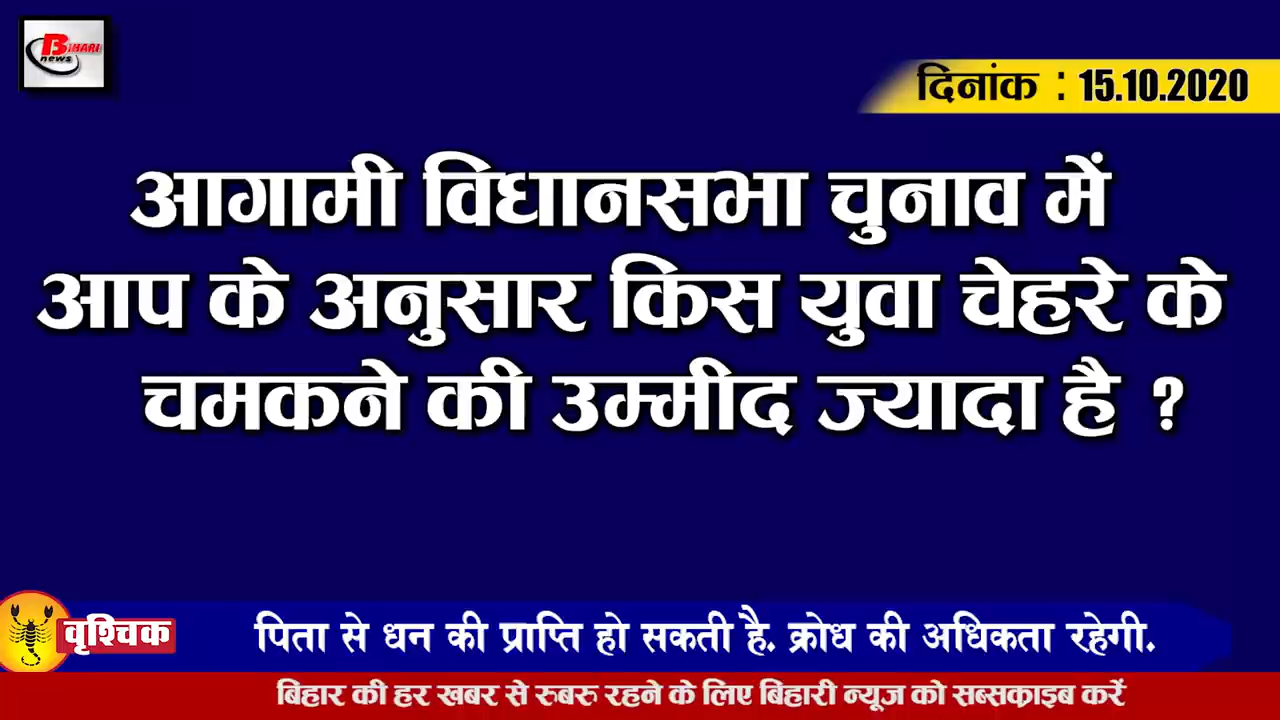 BIHARI
news
दिनांक : 15.10.2020
आगामी विधानसभा चुनाव में
आप के अनुसार किस युवा चेहरे के
चमकने की उम्मीद ज्यादा है ?
वृश्चिक
पिता से धन की प्राप्ति हो सकती है. क्रोध की अधिकता रहेगी.
बिहार की हर खबर से रुबरु रहने के लिए बिहारी न्यूज को सब्सक्राइब करें